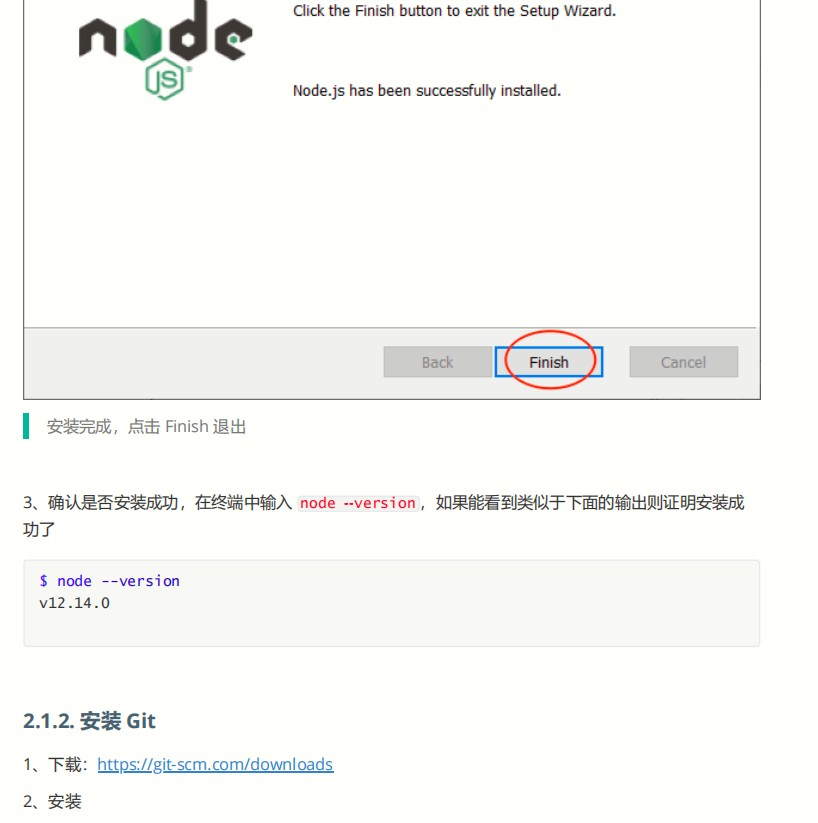 node
JS
Click the Finish button to exit the Setup Wizard.
Node.js has been successfully installed.
Back
Finish
Cancel
安装完成，点击 Finish 退出
3、确认是否安装成功，在终端中输入 node --version，如果能看到类似于下面的输出则证明安装成
功了
$ node --version
v12.14.0
2.1.2. 安装 Git
1、下载：https://git-scm.com/downloads
2、安装